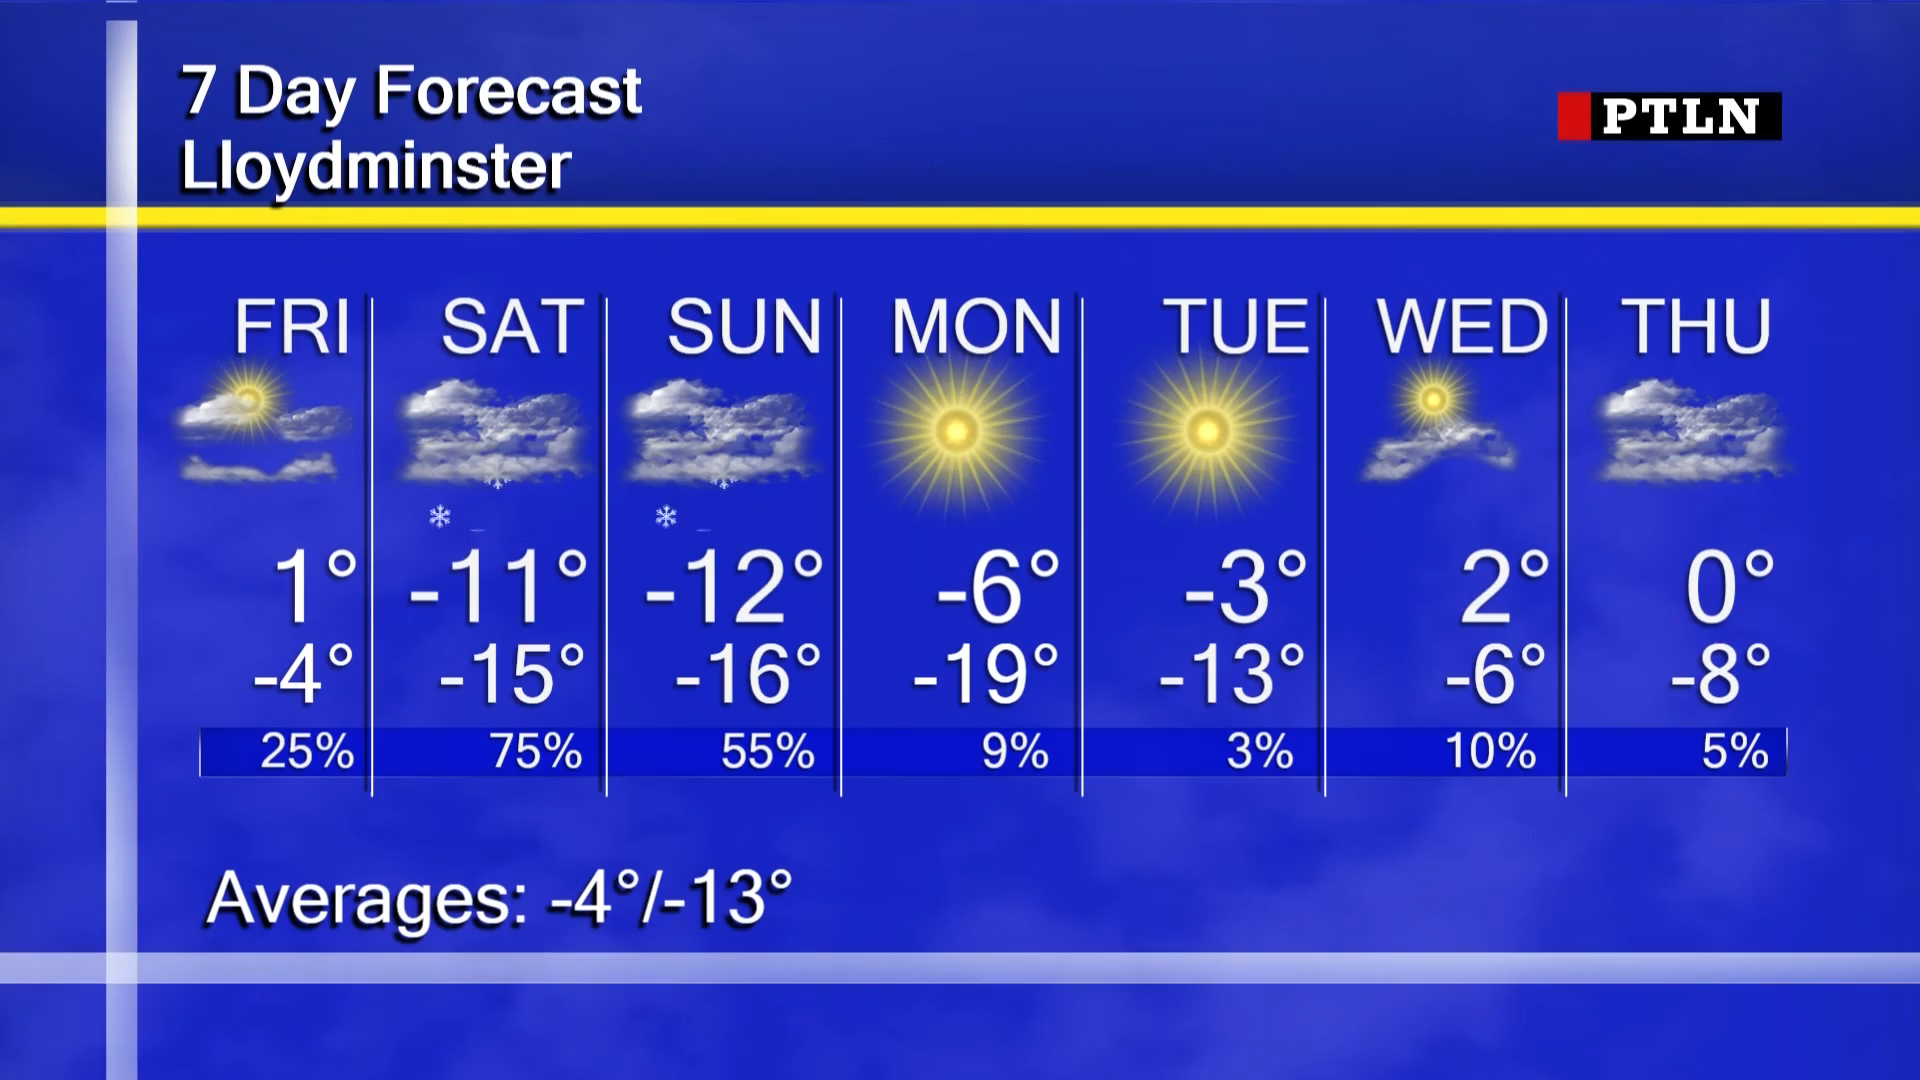 7 Day Forecast
Lloydminster
PTLN
FRI SAT SUN MON TUE WED THU
1° -11° -12° -6° -3° 2° 0°
-4° -15° -16° -19° -13° -6° -8°
25% 75% 55% 9% 3% 10% 5%
Averages: -4°/-13°